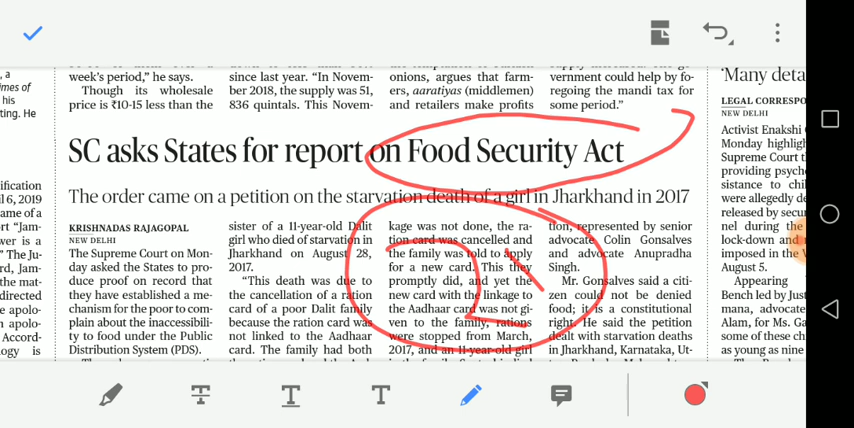 , a
imes of
his
ting. He
ification
il 6, 2019
ame of a
rt “Jam-
wer is a
” The Ju-
rd, Jam-
the mat-
directed
e apolo-
n apolo-
Accord-
logy is
week's period,” he says.
Though its wholesale
price is ₹10-15 less than the
since last year. “In Novem-
ber 2018, the supply was 51,
836 quintals. This Novem-
onions, argues that farm-
ers, aaratiyas (middlemen)
and retailers make profits
vernment could help by fo-
regoing the mandi tax for
some period.”
SC asks States for report on Food Security Act
The order came on a petition on the starvation death of a girl in Jharkhand in 2017
KRISHNADAS RAJAGOPAL
NEW DELHI
The Supreme Court on Mon-
day asked the States to pro-
duce proof on record that
they have established a me-
chanism for the poor to com-
plain about the inaccessibili-
ty to food under the Public
Distribution System (PDS).
sister of a 11-year-old Dalit
girl who died of starvation in
Jharkhand on August 28,
2017.
“This death was due to
the cancellation of a ration
card of a poor Dalit family
because the ration card was
not linked to the Aadhaar
card. The family had both
kage was not done, the ra-
tion card was cancelled and
the family was told to apply
for a new card. This they
promptly did, and yet the
new card with the linkage to
the Aadhaar card was not gi-
ven to the family, rations
were stopped from March,
2017, and an 11-year-old girl
tion, represented by senior
advocate Colin Gonsalves
and advocate Anupradha
Singh.
Mr. Gonsalves said a citi-
zen could not be denied
food; it is a constitutional
right. He said the petition
dealt with starvation deaths
in Jharkhand, Karnataka, Ut-
‘Many deta
LEGAL CORRESPO
NEW DELHI
Activist Enakshi
Monday highligh
Supreme Court t
providing psych
sistance to chil
were allegedly de
released by secur
nel during the
lock-down and
imposed in the
August 5.
Appearing
Bench led by Just
mana, advocate
Alam, for Ms. Ga
some of these ch
as young as nine